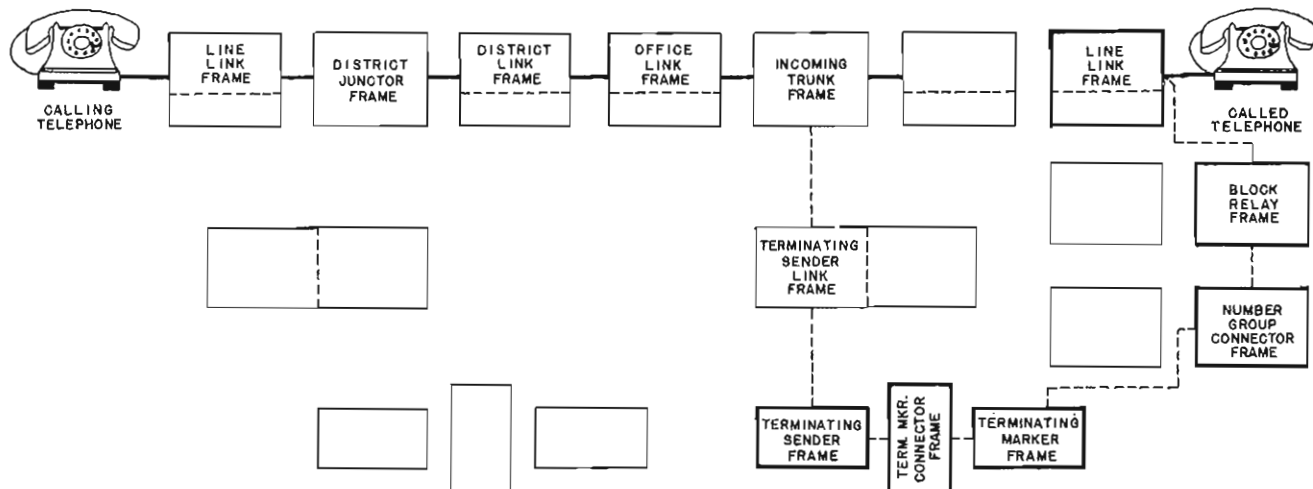 CALLING
TELEPHONE
LINE
LINK
FRAME
DISTRICT
JUNCTOR
FRAME
DISTRICT
LINK
FRAME
OFFICE
LINK
FRAME
INCOMING
TRUNK
FRAME
LINE
LINK
FRAME
CALLED
TELEPHONE
BLOCK
RELAY
FRAME
TERMINATING
SENDER
LINK
FRAME
NUMBER
GROUP
CONNECTOR
FRAME
TERMINATING
SENDER
FRAME
TERM. MKR.
CONNECTOR
FRAME
TERMINATING
MARKER
FRAME